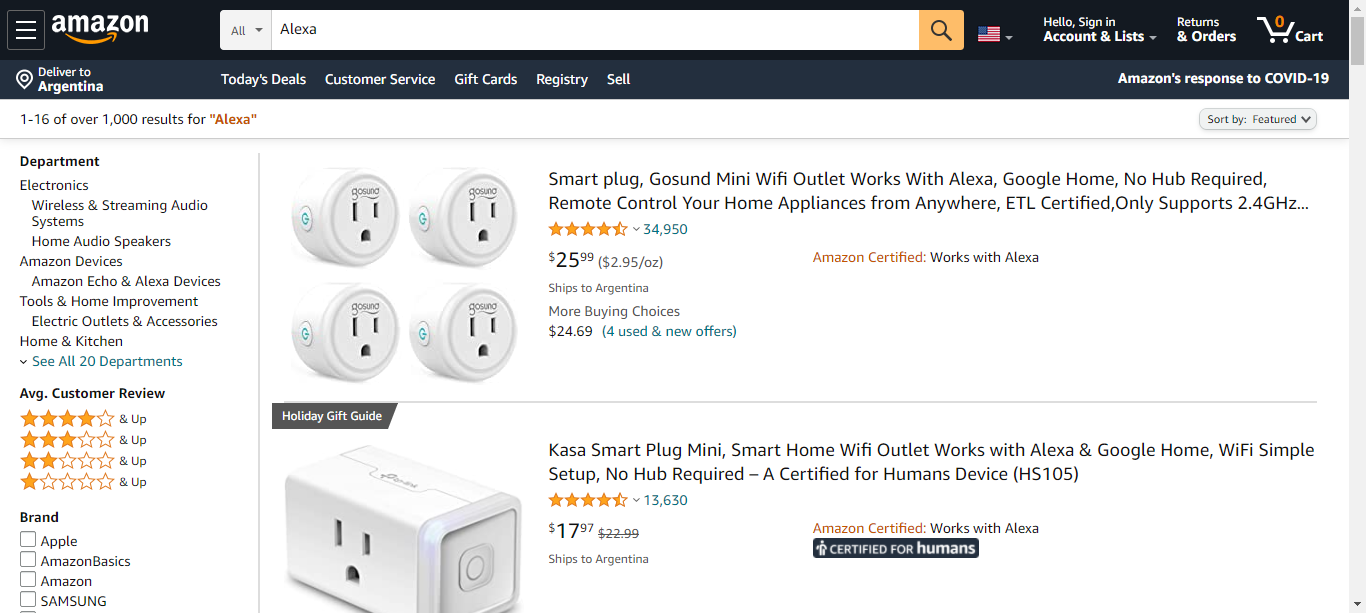 amazon
All
Alexa
Hello, Sign in
Account & Lists
Returns
& Orders
0
Cart
Deliver to
Argentina
Today's Deals
Customer Service
Gift Cards
Registry
Sell
Amazon's response to COVID-19
1-16 of over 1,000 results for "Alexa"
Sort by: Featured
Department
Electronics
Wireless & Streaming Audio
Systems
Home Audio Speakers
Amazon Devices
Amazon Echo & Alexa Devices
Tools & Home Improvement
Electric Outlets & Accessories
Home & Kitchen
See All 20 Departments
Avg. Customer Review
& Up
& Up
& Up
& Up
Brand
Apple
AmazonBasics
Amazon
SAMSUNG
gosund
gosund
gosund
gosund
Smart plug, Gosund Mini Wifi Outlet Works With Alexa, Google Home, No Hub Required,
Remote Control Your Home Appliances from Anywhere, ETL Certified,Only Supports 2.4GHz...
34,950
$2599 ($2.95/oz)
Amazon Certified: Works with Alexa
Ships to Argentina
More Buying Choices
$24.69 (4 used & new offers)
Holiday Gift Guide
tp-link
Kasa Smart Plug Mini, Smart Home Wifi Outlet Works with Alexa & Google Home, WiFi Simple
Setup, No Hub Required – A Certified for Humans Device (HS105)
13,630
$1797 $22.99
Amazon Certified: Works with Alexa
CERTIFIED FOR humans
Ships to Argentina